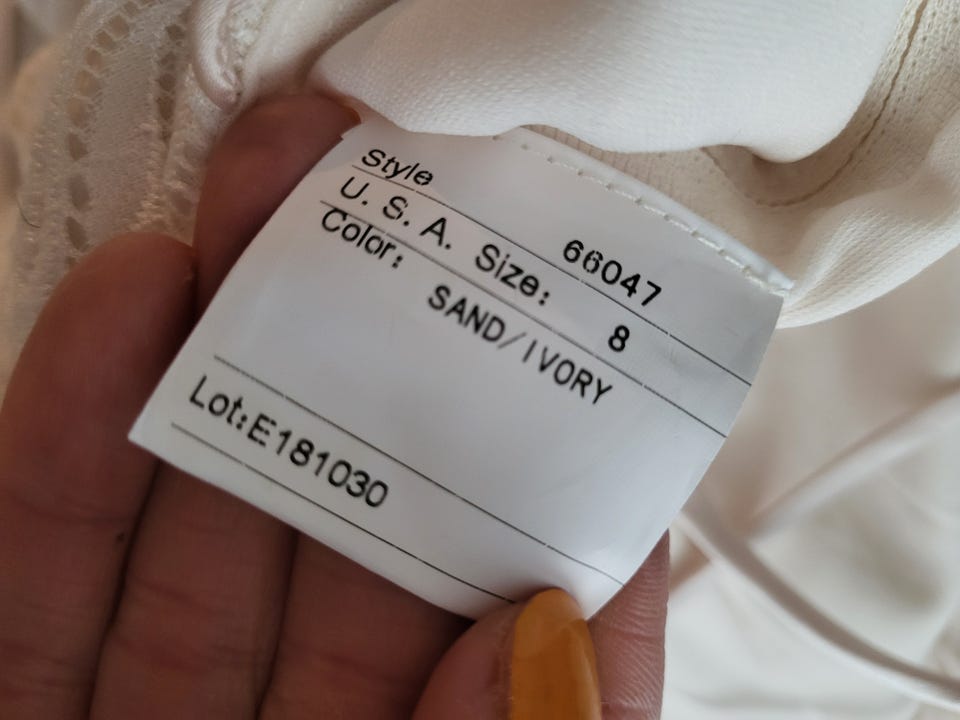 Style 66047
U. S. A. Size: 8
Color: SAND/IVORY
Lot:E181030